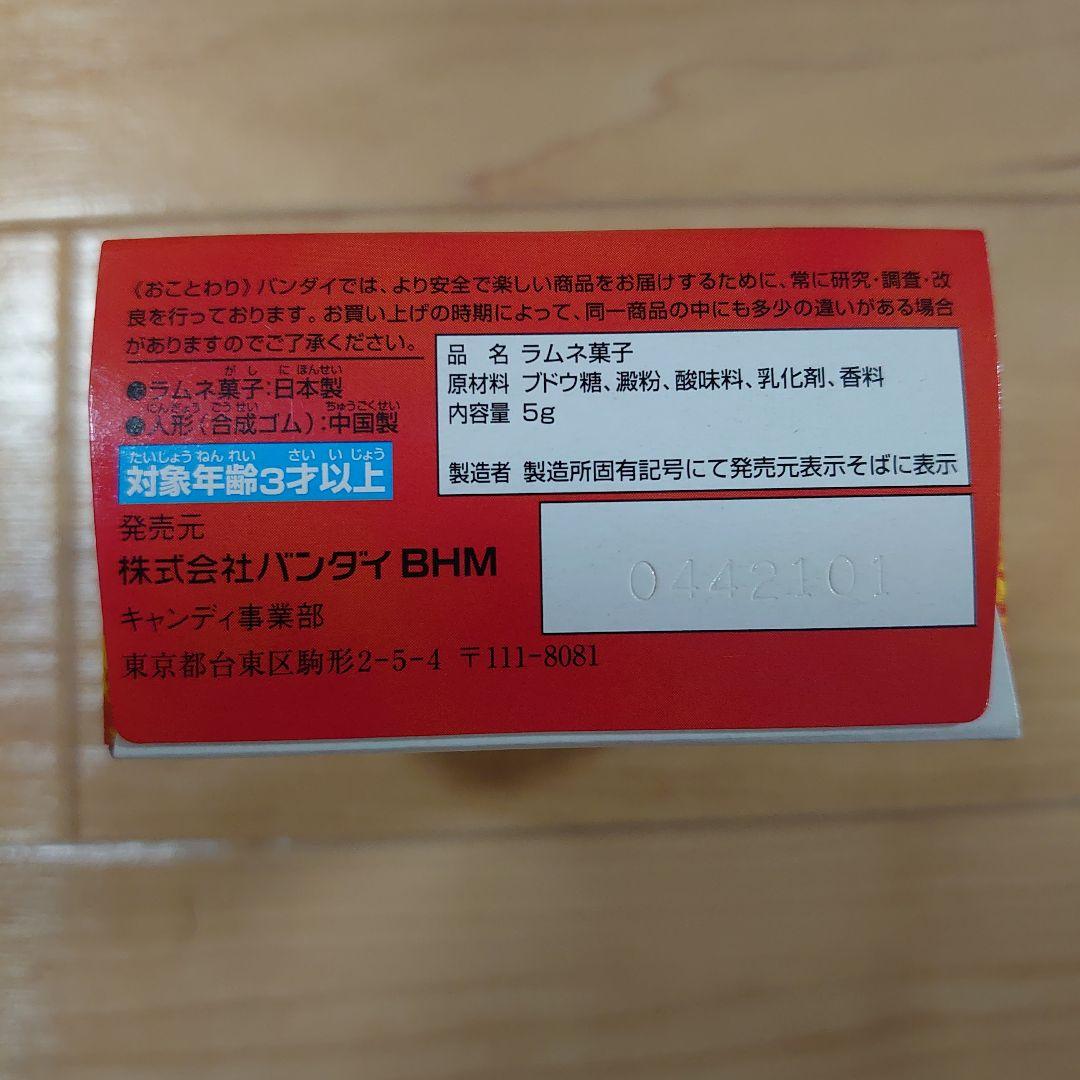 《おことわり》バンダイでは、より安全で楽しい商品をお届けするために、常に研究・調査・改
良を行っております。お買い上げの時期によって、同一商品の中にも多少の違いがある場合
がありますのでご了承ください。
がし にほんせい
●ラムネ菓子:日本製
にんぎょう ごうせい ちゅうごくせい
●人形(合成ゴム):中国製
たいしょうねんれい さいいじょう
対象年齢3才以上
品名 ラムネ菓子
原材料 ブドウ糖、澱粉、酸味料、乳化剤、香料
内容量 5g
製造者 製造所固有記号にて発売元表示そばに表示
発売元
株式会社バンダイ BHM
キャンディ事業部
東京都台東区駒形2-5-4 〒111-8081
0442101